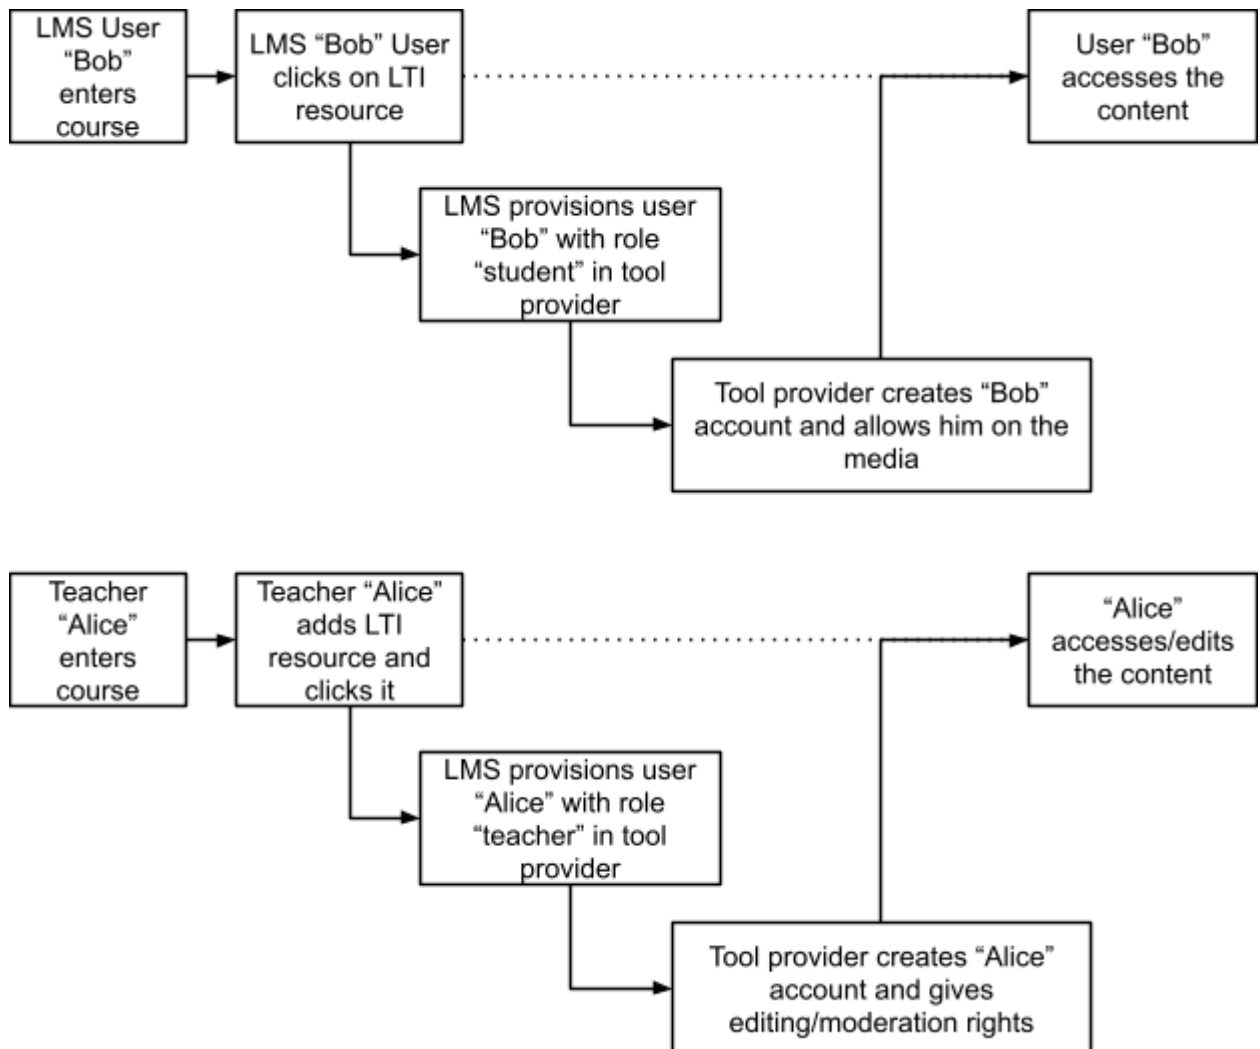 LMS User
“Bob”
enters
course
LMS “Bob” User
clicks on LTI
resource
User “Bob”
accesses the
content
LMS provisions user
“Bob” with role
“student” in tool
provider
Tool provider creates “Bob”
account and allows him on the
media
Teacher
“Alice”
enters
course
Teacher “Alice”
adds LTI
resource and
clicks it
“Alice”
accesses/edits
the content
LMS provisions user
“Alice” with role
“teacher” in tool
provider
Tool provider creates “Alice”
account and gives
editing/moderation rights